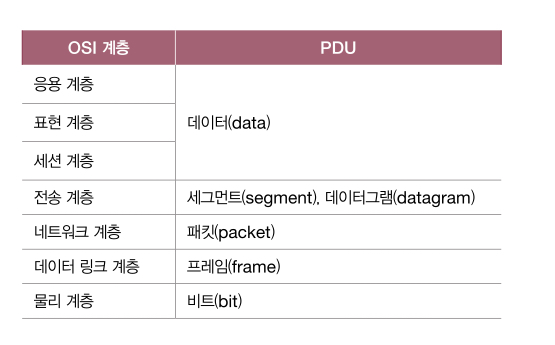 OSI 계층 PDU
응용 계층
표현 계층 데이터(data)
세션 계층
전송 계층 세그먼트(segment), 데이터그램(datagram)
네트워크 계층 패킷(packet)
데이터 링크 계층 프레임(frame)
물리 계층 비트(bit)